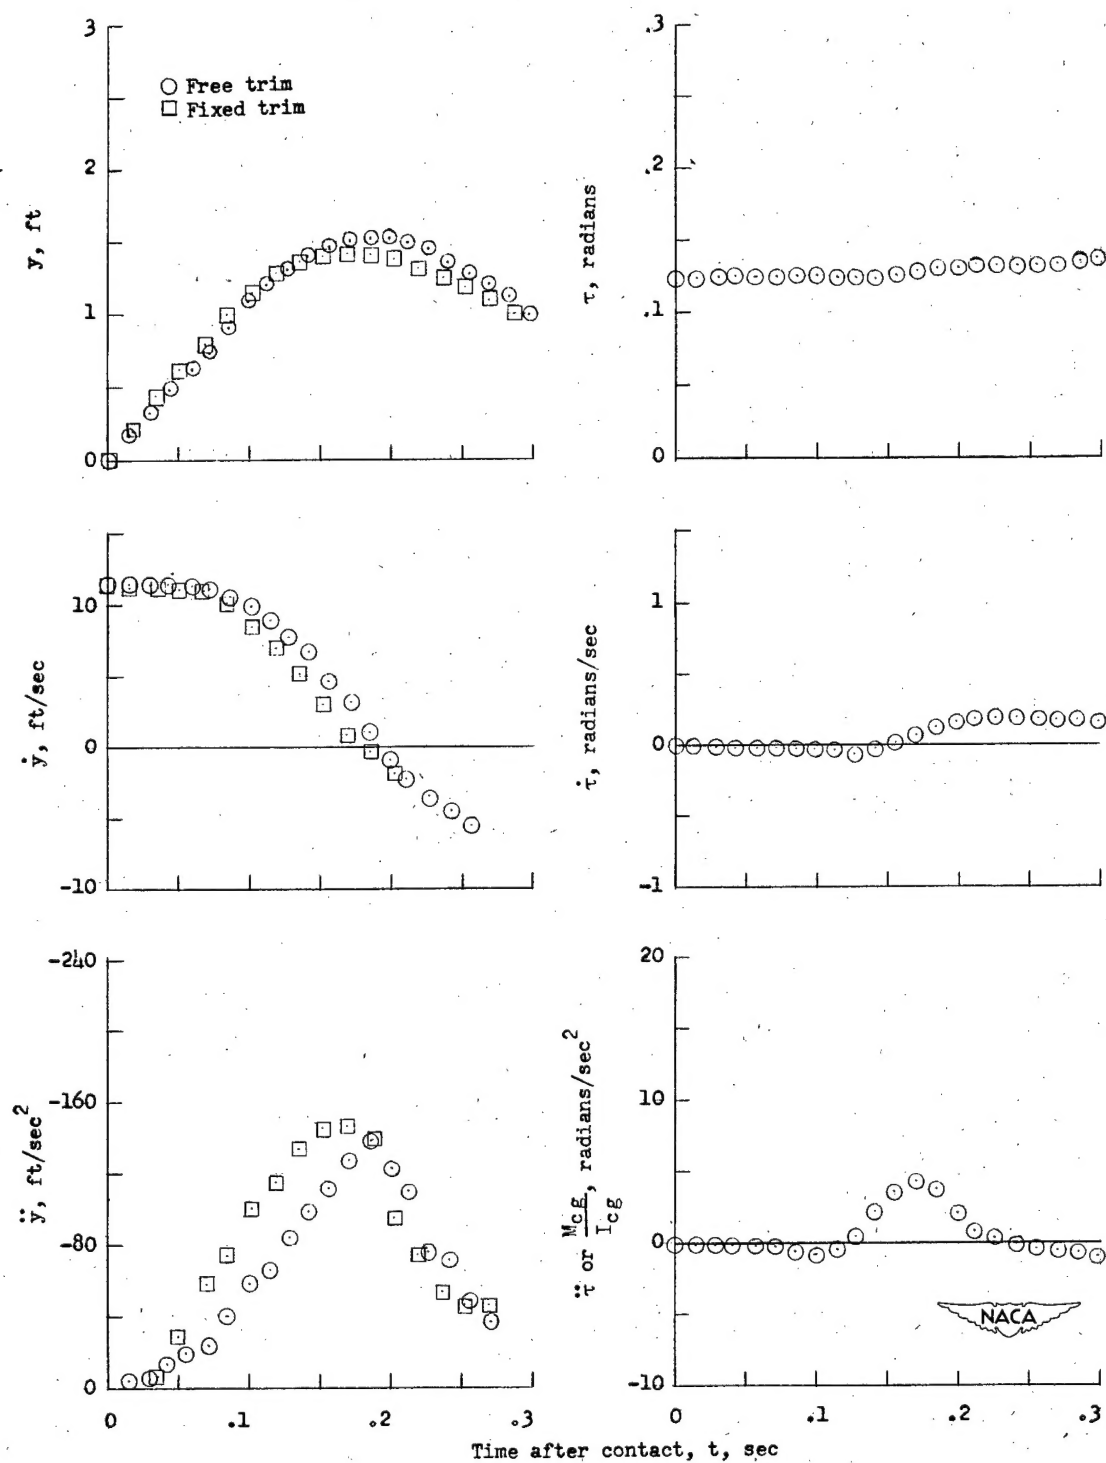 3
2
1
0
y, ft
○ Free trim
□ Fixed trim
.3
.2
.1
0
τ, radians
10
0
-10
ẏ, ft/sec
1
0
-1
τ̇, radians/sec
-240
-160
-80
0
ÿ, ft/sec²
0 .1 .2 .3
20
10
0
-10
τ̈ or Mcg/Icg, radians/sec²
NACA
0 .1 .2 .3
Time after contact, t, sec